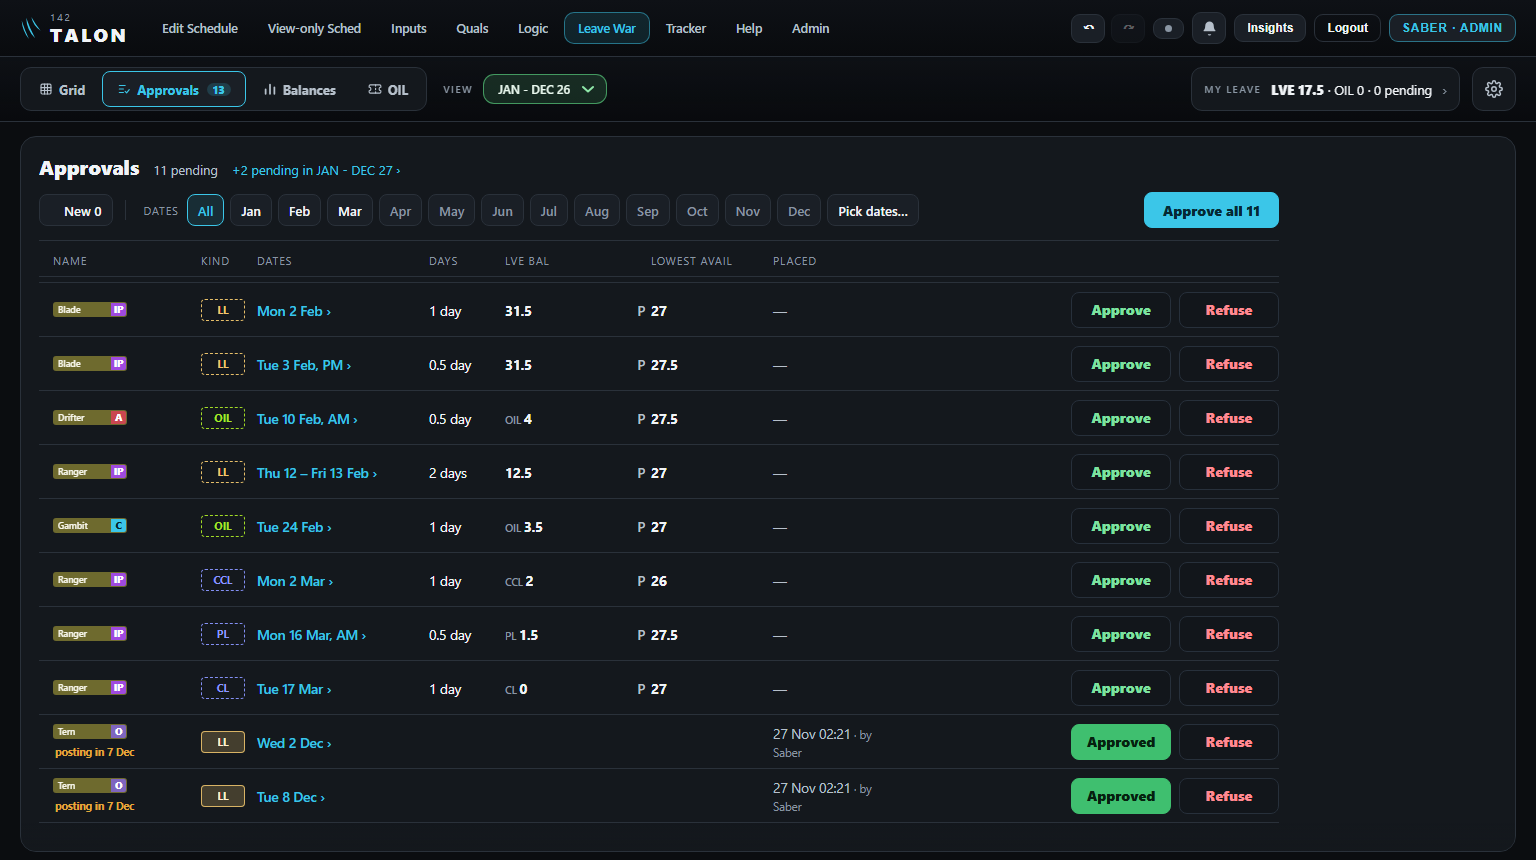 142
TALON
Edit Schedule
View-only Sched
Inputs
Quals
Logic
Leave War
Tracker
Help
Admin
Insights
Logout
SABER · ADMIN
Grid
Approvals 13
Balances
OIL
VIEW
JAN - DEC 26
MY LEAVE LVE 17.5 · OIL 0 · 0 pending ›
Approvals 11 pending +2 pending in JAN - DEC 27 ›
New 0
DATES
All
Jan
Feb
Mar
Apr
May
Jun
Jul
Aug
Sep
Oct
Nov
Dec
Pick dates...
Approve all 11
NAME KIND DATES DAYS LVE BAL LOWEST AVAIL PLACED
Blade IP LL Mon 2 Feb › 1 day 31.5 P 27 — Approve Refuse
Blade IP LL Tue 3 Feb, PM › 0.5 day 31.5 P 27.5 — Approve Refuse
Drifter A OIL Tue 10 Feb, AM › 0.5 day OIL 4 P 27.5 — Approve Refuse
Ranger IP LL Thu 12 – Fri 13 Feb › 2 days 12.5 P 27 — Approve Refuse
Gambit C OIL Tue 24 Feb › 1 day OIL 3.5 P 27 — Approve Refuse
Ranger IP CCL Mon 2 Mar › 1 day CCL 2 P 26 — Approve Refuse
Ranger IP PL Mon 16 Mar, AM › 0.5 day PL 1.5 P 27.5 — Approve Refuse
Ranger IP CL Tue 17 Mar › 1 day CL 0 P 27 — Approve Refuse
Tern O LL Wed 2 Dec › 27 Nov 02:21 · by Approved Refuse
posting in 7 Dec Saber
Tern O LL Tue 8 Dec › 27 Nov 02:21 · by Approved Refuse
posting in 7 Dec Saber